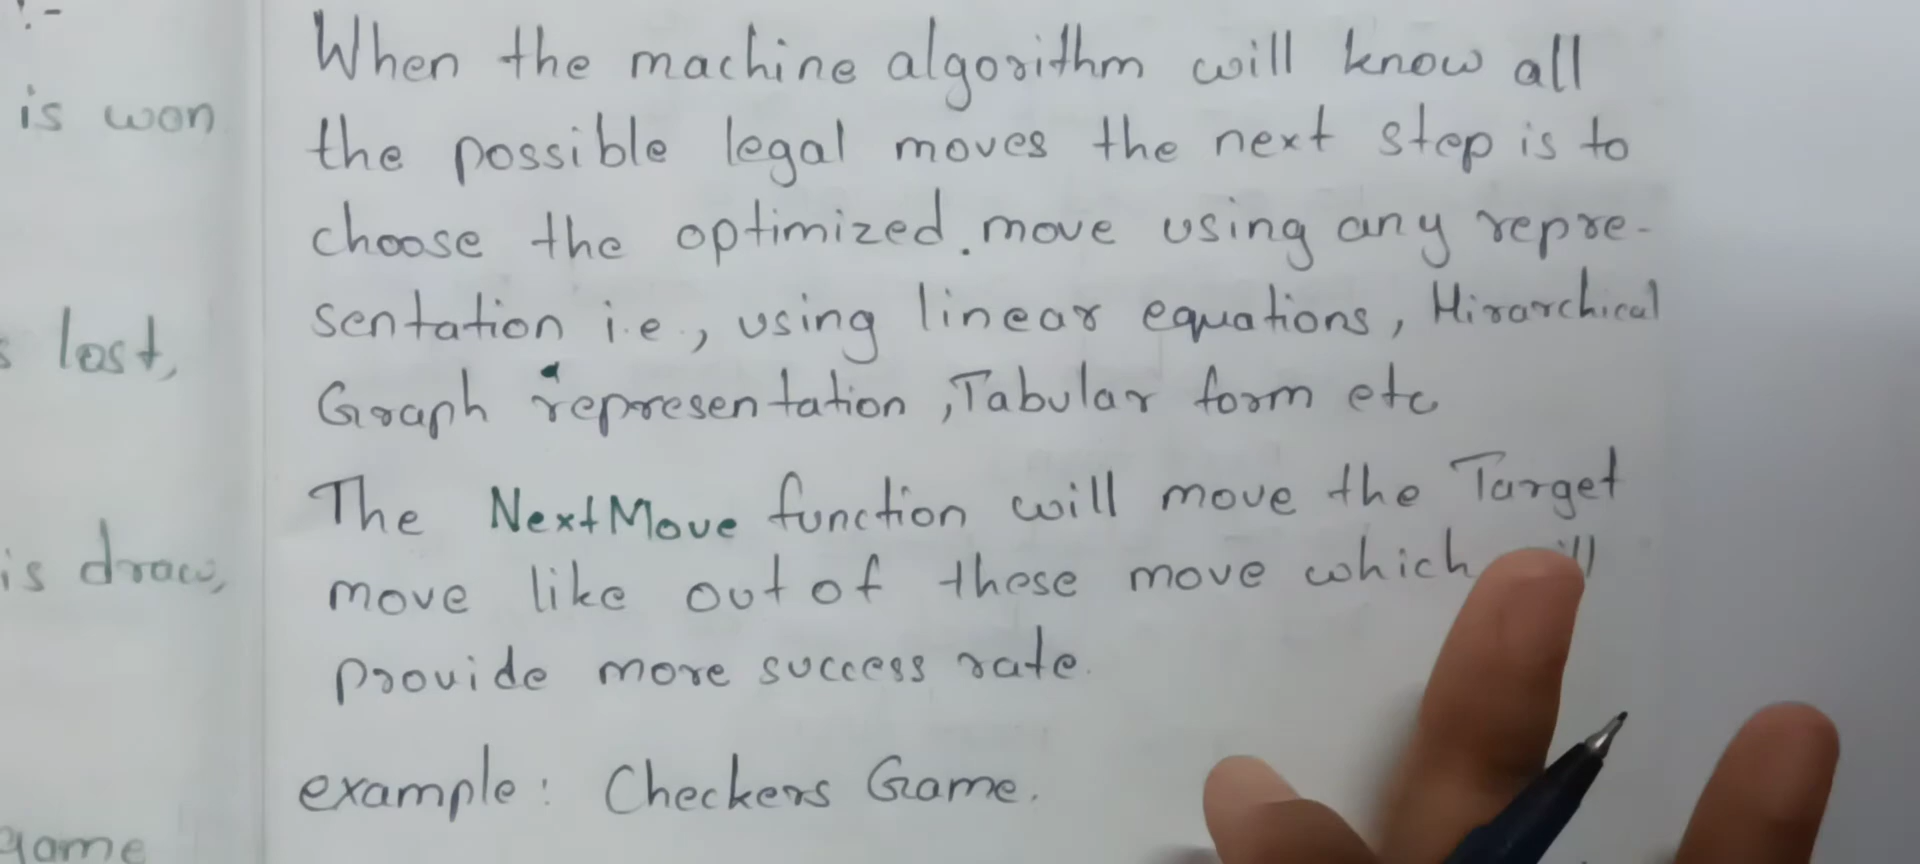 :-
is won
s lost,
is draw,
game
When the machine algorithm will know all
the possible legal moves the next step is to
choose the optimized. move using any repre-
sentation i.e., using linear equations, Hirarchical
Graph representation, Tabular form etc
The NextMove function will move the Target
move like out of these move which
provide more success rate.
example: Checkers Game.